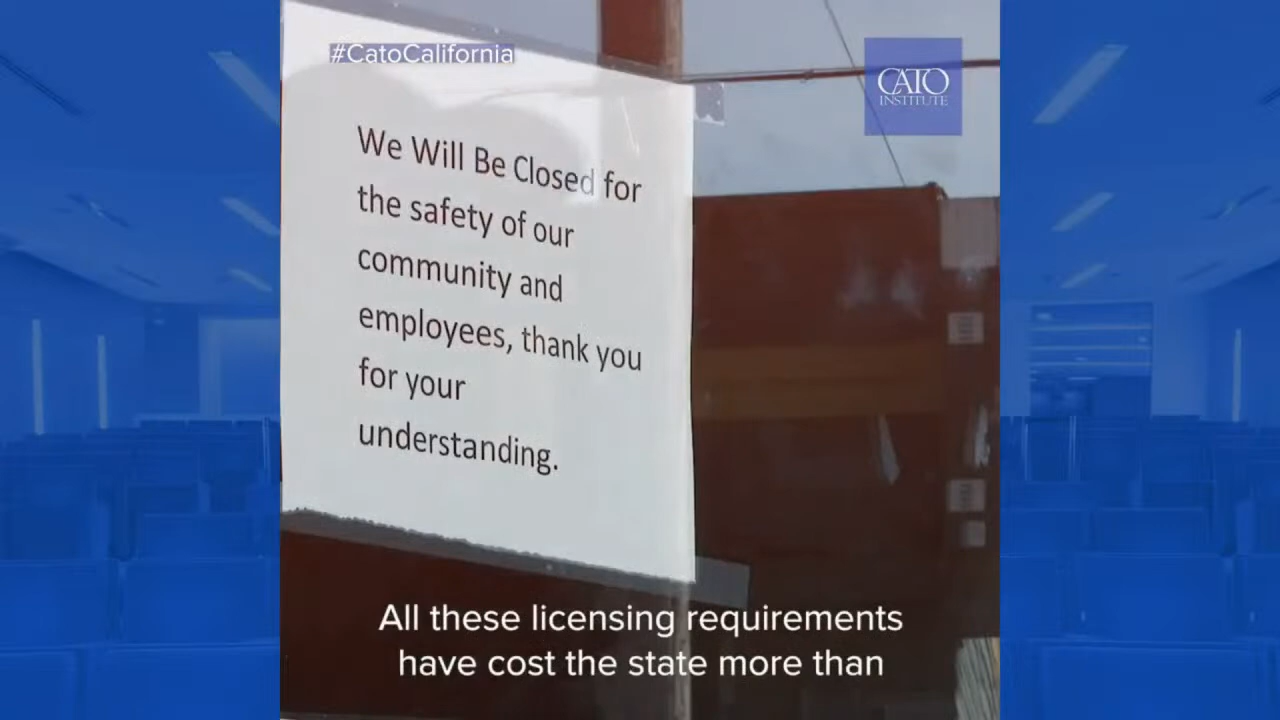 #CatoCalifornia
CATO
INSTITUTE
We Will Be Closed for
the safety of our
community and
employees, thank you
for your
understanding.
All these licensing requirements
have cost the state more than